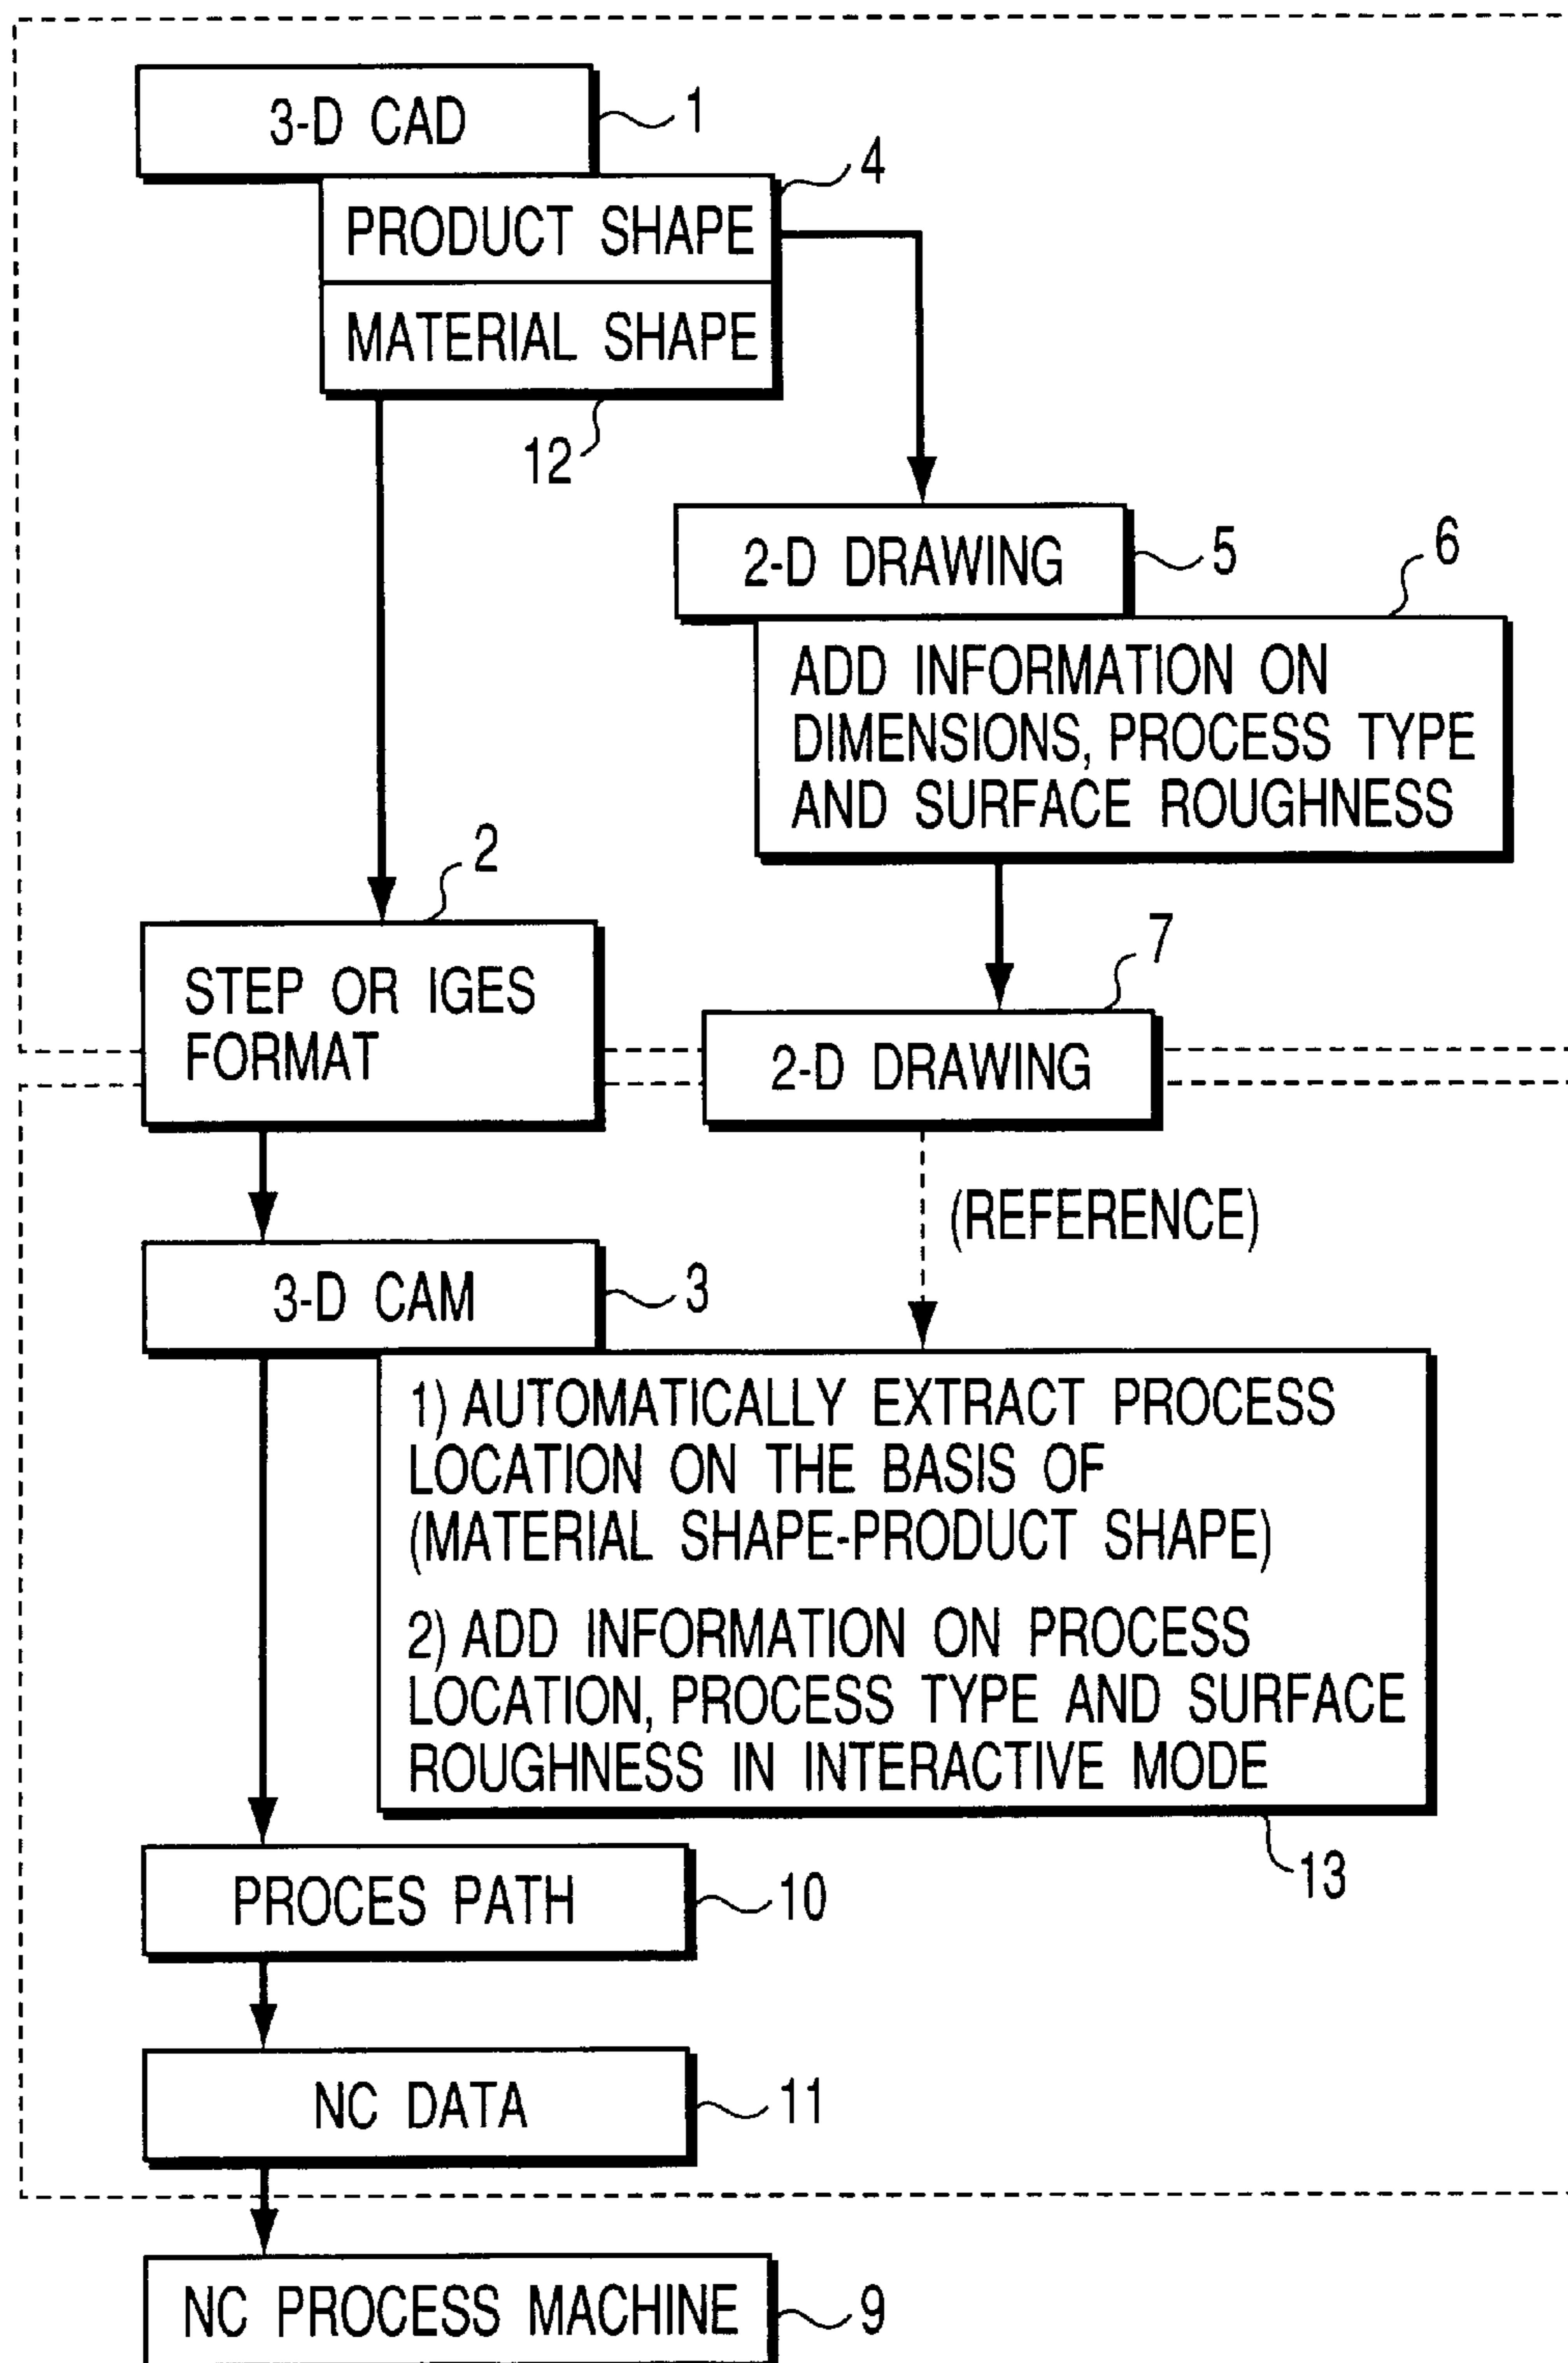 3-D CAD
1
PRODUCT SHAPE
4
MATERIAL SHAPE
12
2-D DRAWING
5
6
ADD INFORMATION ON
DIMENSIONS, PROCESS TYPE
AND SURFACE ROUGHNESS
2
STEP OR IGES
FORMAT
7
2-D DRAWING
(REFERENCE)
3-D CAM
3
1) AUTOMATICALLY EXTRACT PROCESS
LOCATION ON THE BASIS OF
(MATERIAL SHAPE-PRODUCT SHAPE)
2) ADD INFORMATION ON PROCESS
LOCATION, PROCESS TYPE AND SURFACE
ROUGHNESS IN INTERACTIVE MODE
13
PROCES PATH
10
NC DATA
11
NC PROCESS MACHINE
9